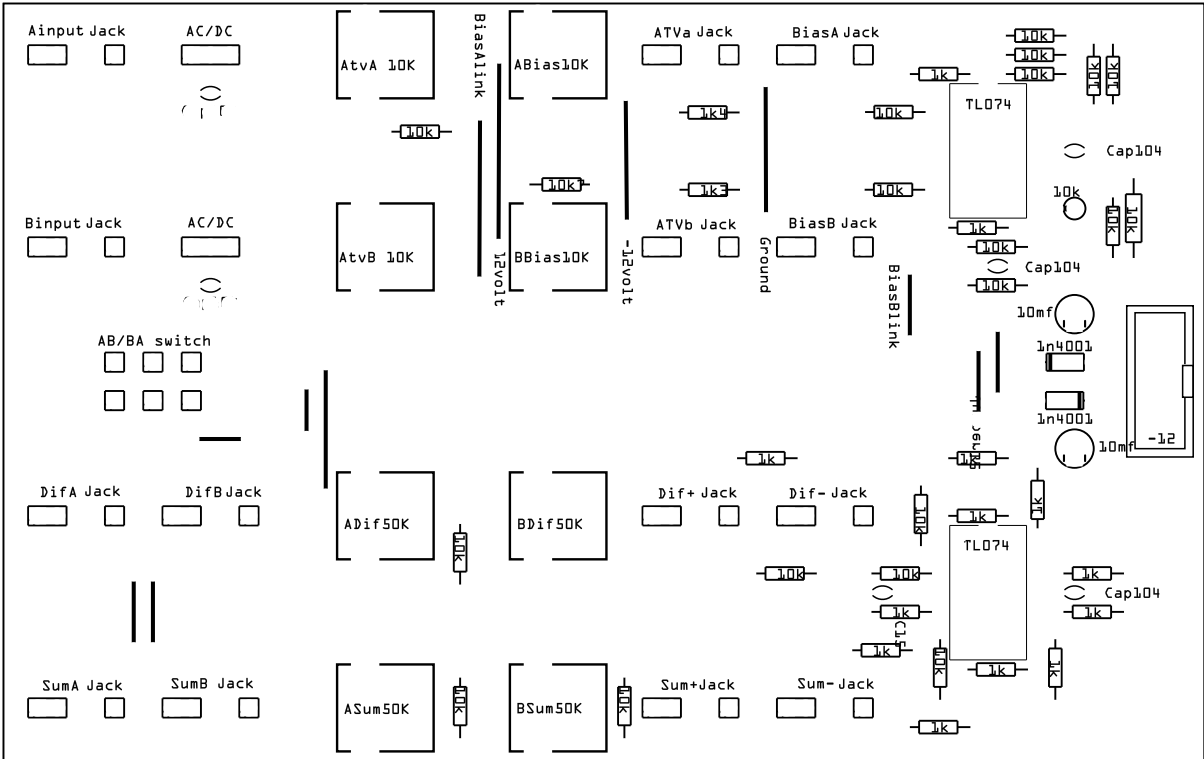 Ainput Jack
AC/DC
AtvA 10K
BiasAlink
ABias10K
ATVa Jack
BiasA Jack
10k
10k
10k
1k
10k
10k
TL074
1k4
10k
10k
Cap104
10k
1k3
10k
10k
10k
10k
Binput Jack
AC/DC
AtvB 10K
12volt
BBias10K
-12volt
ATVb Jack
Ground
BiasB Jack
1k
10k
Cap104
10k
BiasBlink
10mf
AB/BA switch
1n4001
1n4001
10mf
-12
1k
1k
DifA Jack
DifB Jack
ADif50K
BDif50K
Dif+ Jack
Dif- Jack
10k
1k
1k
TL074
10k
10k
10k
1k
Cap104
1k
1k
1k
10k
1k
1k
SumA Jack
SumB Jack
ASum50K
10k
BSum50K
10k
Sum+Jack
Sum- Jack
1k